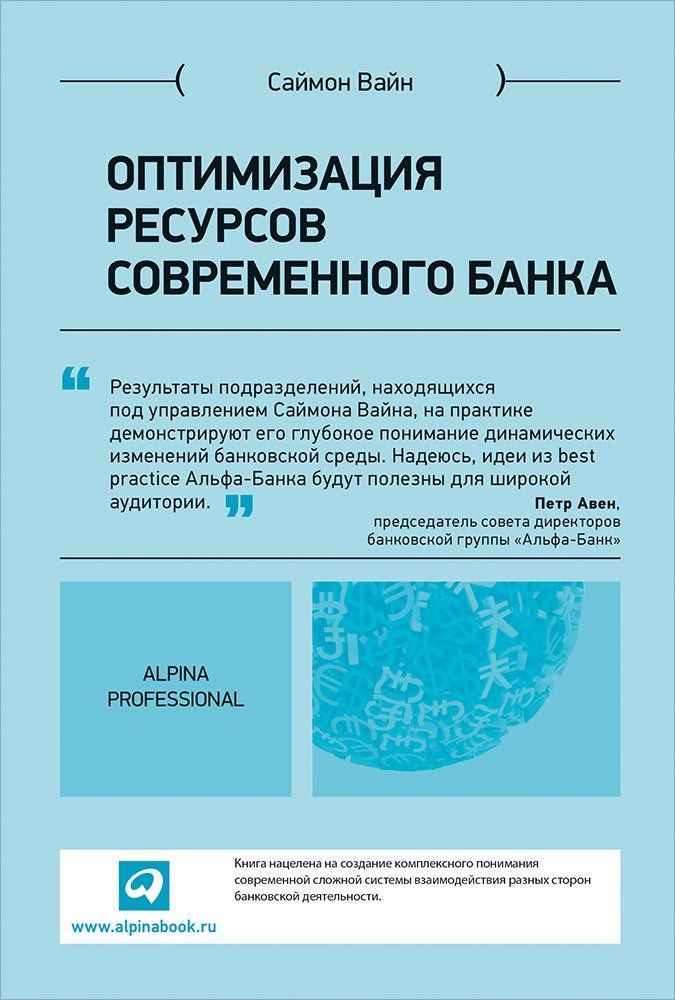 Саймон Вайн
ОПТИМИЗАЦИЯ
РЕСУРСОВ
СОВРЕМЕННОГО БАНКА
“ Результаты подразделений, находящихся
под управлением Саймона Вайна, на практике
демонстрируют его глубокое понимание динамических
изменений банковской среды. Надеюсь, идеи из best
practice Альфа-Банка будут полезны для широкой
аудитории. ”
Петр Авен,
председатель совета директоров
банковской группы «Альфа-Банк»
ALPINA
PROFESSIONAL
Книга нацелена на создание комплексного понимания
современной сложной системы взаимодействия разных сторон
банковской деятельности.
www.alpinabook.ru